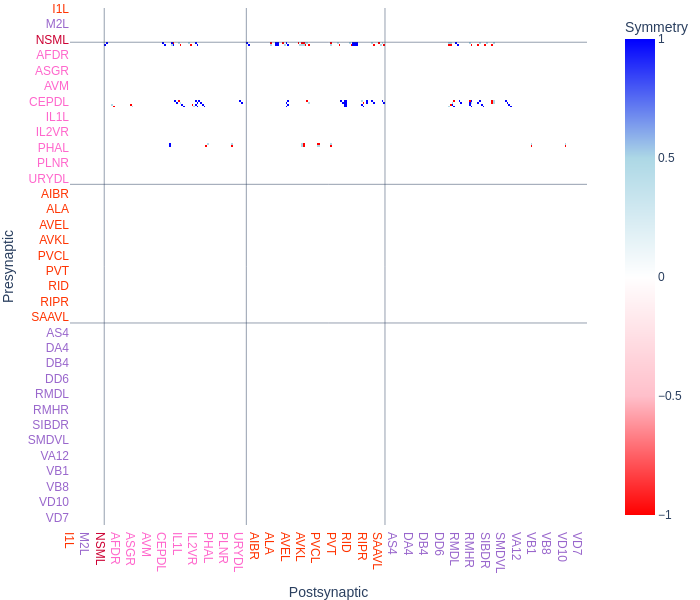 Symmetry
1
0.5
0
−0.5
−1
Presynaptic
I1L
M2L
NSML
AFDR
ASGR
AVM
CEPDL
IL1L
IL2VR
PHAL
PLNR
URYDL
AIBR
ALA
AVEL
AVKL
PVCL
PVT
RID
RIPR
SAAVL
AS4
DA4
DB4
DD6
RMDL
RMHR
SIBDR
SMDVL
VA12
VB1
VB8
VD10
VD7
I1L
M2L
NSML
AFDR
ASGR
AVM
CEPDL
IL1L
IL2VR
PHAL
PLNR
URYDL
AIBR
ALA
AVEL
AVKL
PVCL
PVT
RID
RIPR
SAAVL
AS4
DA4
DB4
DD6
RMDL
RMHR
SIBDR
SMDVL
VA12
VB1
VB8
VD10
VD7
Postsynaptic